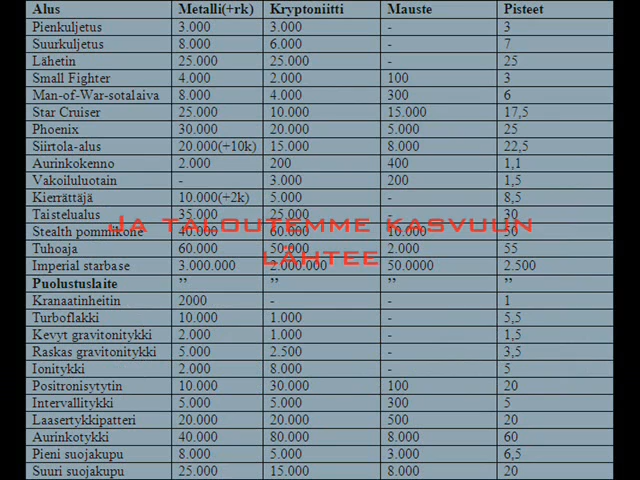 Alus Metalli(+rk) Kryptoniitti Mauste Pisteet
Pienkuljetus 3.000 3.000 - 3
Suurkuljetus 8.000 6.000 - 7
Lähetin 25.000 25.000 - 25
Small Fighter 4.000 2.000 100 3
Man-of-War-sotalaiva 8.000 4.000 300 6
Star Cruiser 25.000 10.000 15.000 17,5
Phoenix 30.000 20.000 5.000 25
Siirtola-alus 20.000(+10k) 15.000 8.000 22,5
Aurinkokenno 2.000 200 400 1,1
Vakoiluluotain - 3.000 200 1,5
Kierrättäjä 10.000(+2k) 5.000 - 8,5
Taistelualus 35.000 25.000 - 30
Ja taloutemme kasvuun
Stealth pommikone 40.000 60.000 10.000 50
Tuhoaja 60.000 50.000 2.000 55
lähtee
Imperial starbase 3.000.000 2.000.000 50.0000 2.500
Puolustuslaite ” ” ” ”
Kranaatinheitin 2000 - - 1
Turboflakki 10.000 1.000 - 5,5
Kevyt gravitonitykki 2.000 1.000 - 1,5
Raskas gravitonitykki 5.000 2.500 - 3,5
Ionitykki 2.000 8.000 - 5
Positronisytytin 10.000 30.000 100 20
Intervallitykki 5.000 5.000 300 5
Laasertykkipatteri 20.000 20.000 500 20
Aurinkotykki 40.000 80.000 8.000 60
Pieni suojakupu 8.000 5.000 3.000 6,5
Suuri suojakupu 25.000 15.000 8.000 20